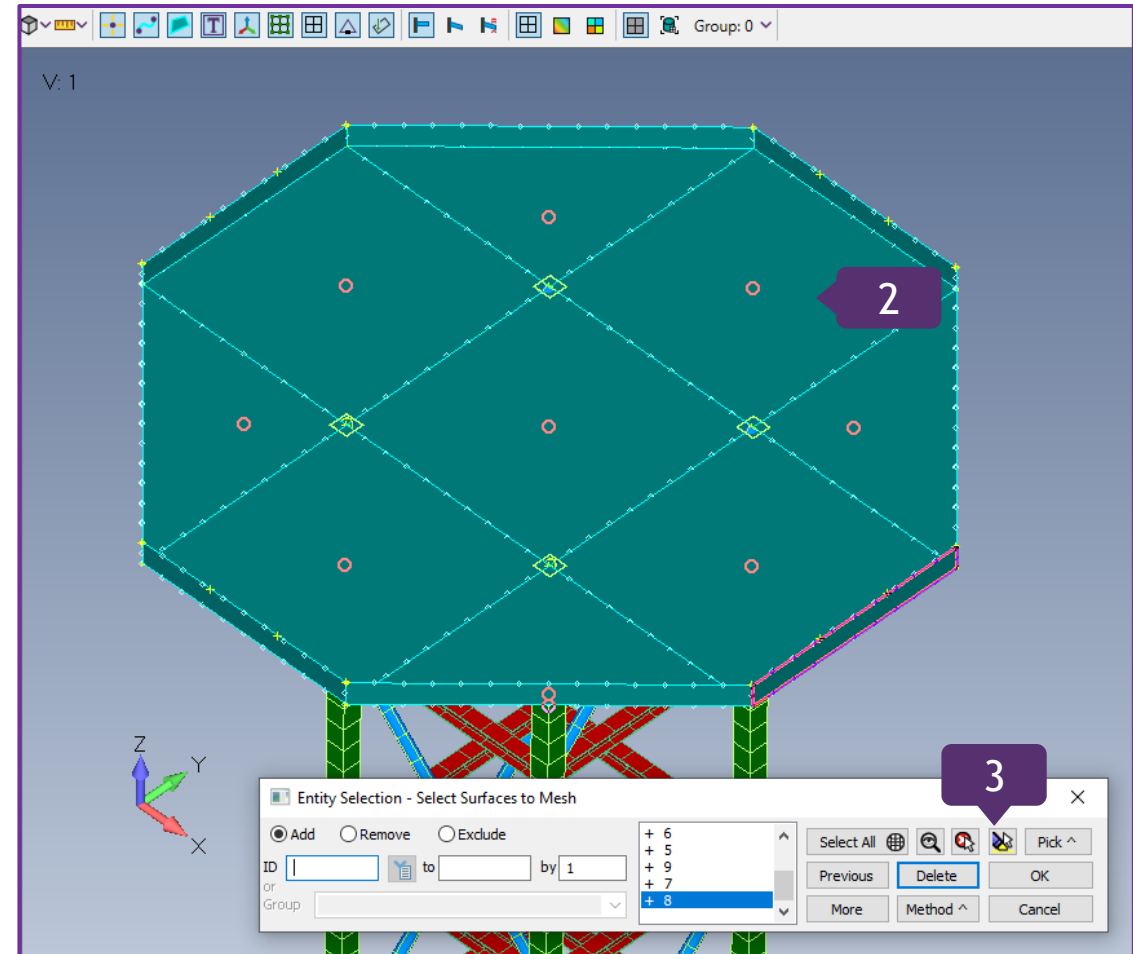 Group: 0
V: 1
2
Z
Y
X
3
Entity Selection - Select Surfaces to Mesh
Add Remove Exclude
ID to by 1
or
Group
+ 6
+ 5
+ 9
+ 7
+ 8
Select All Pick ^
Previous Delete OK
More Method ^ Cancel